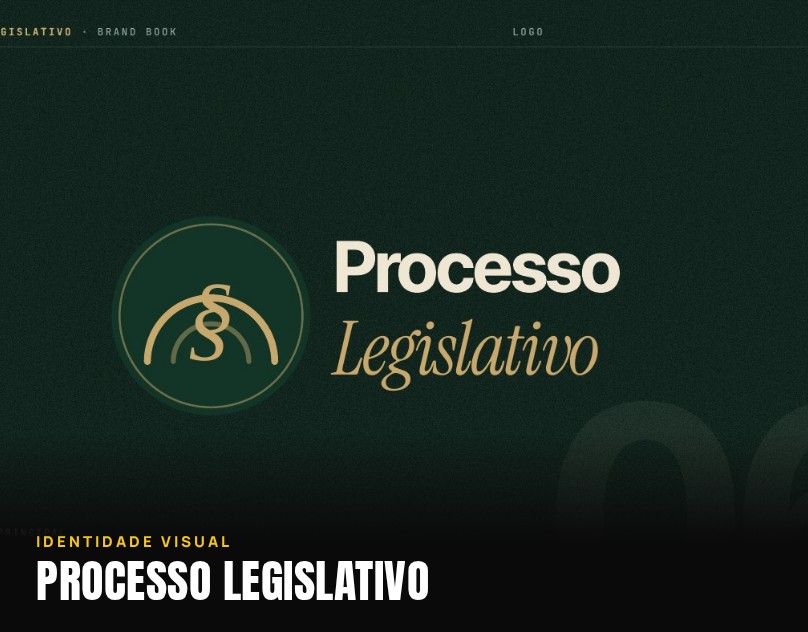 GISLATIVO · BRAND BOOK
LOGO
§
Processo
Legislativo
IDENTIDADE VISUAL
PROCESSO LEGISLATIVO